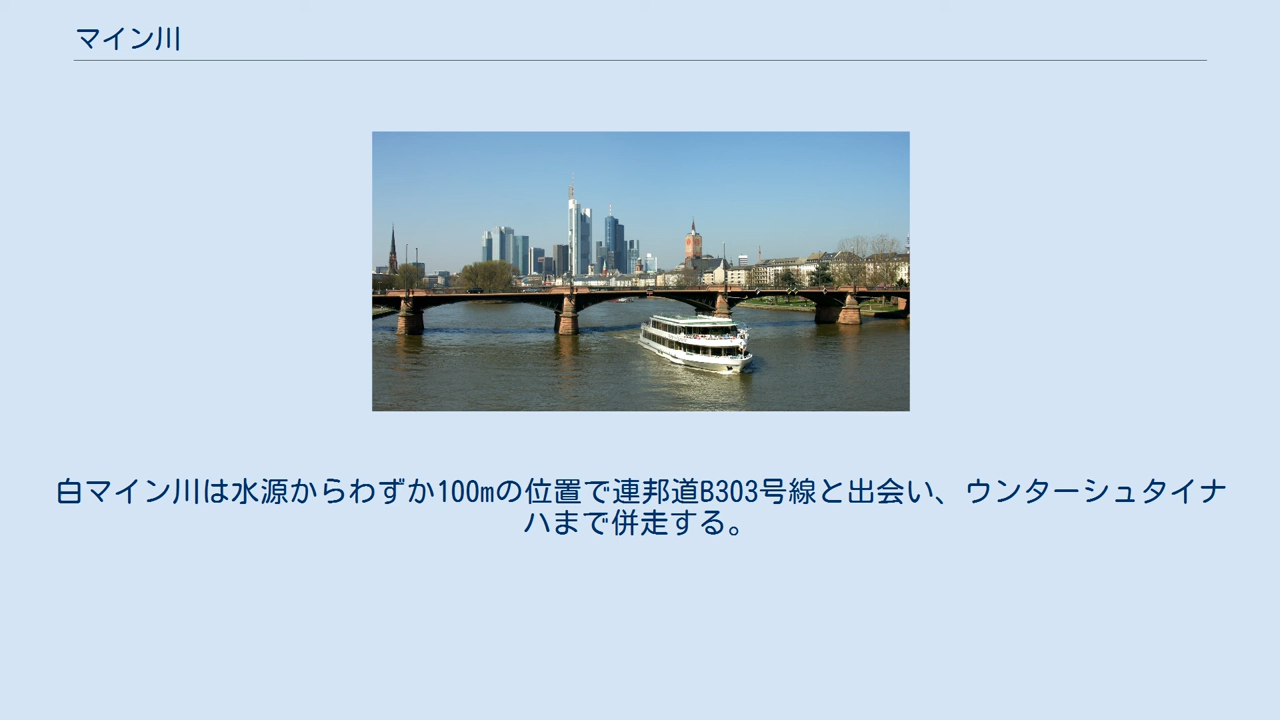 マイン川
白マイン川は水源からわずか100mの位置で連邦道B303号線と出会い、ウンターシュタイナ
ハまで併走する。